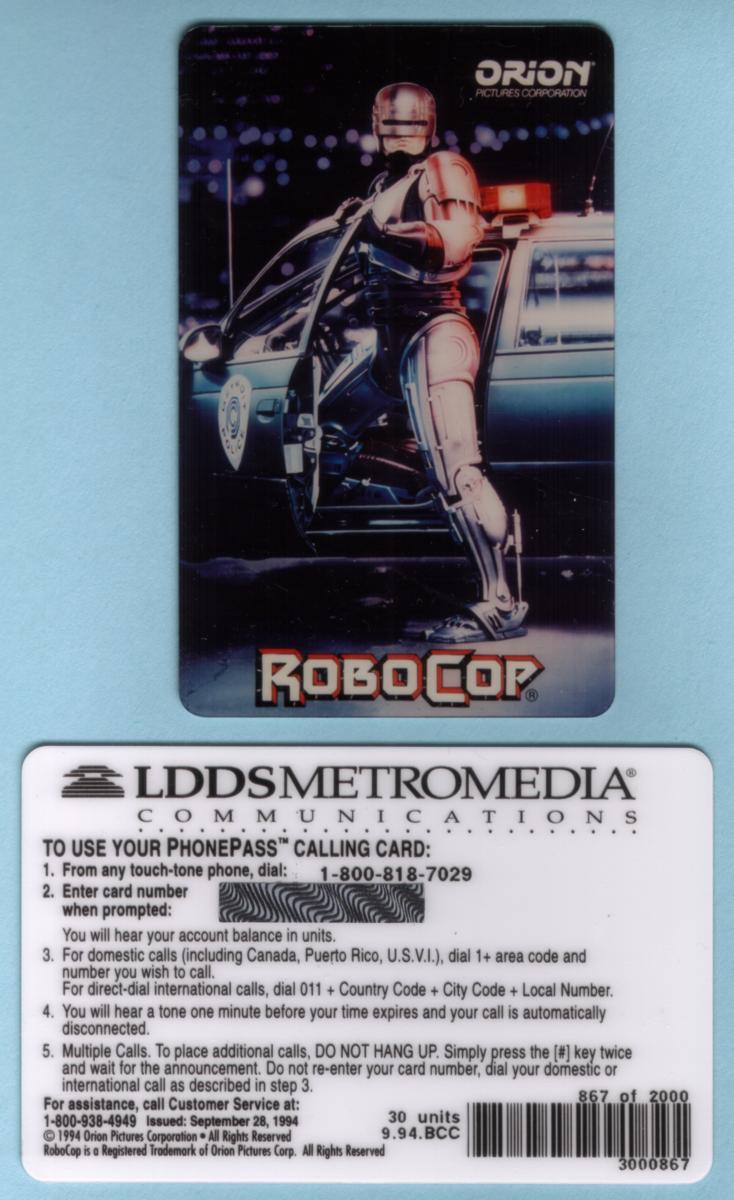 ORION®
PICTURES CORPORATION
DETROIT
POLICE
ROBOCOP®
LDDSMETROMEDIA®
COMMUNICATIONS
TO USE YOUR PHONEPASS™ CALLING CARD:
1. From any touch-tone phone, dial: 1-800-818-7029
2. Enter card number
when prompted:
You will hear your account balance in units.
3. For domestic calls (including Canada, Puerto Rico, U.S.V.I.), dial 1+ area code and
number you wish to call.
For direct-dial international calls, dial 011 + Country Code + City Code + Local Number.
4. You will hear a tone one minute before your time expires and your call is automatically
disconnected.
5. Multiple Calls. To place additional calls, DO NOT HANG UP. Simply press the [#] key twice
and wait for the announcement. Do not re-enter your card number, dial your domestic or
international call as described in step 3.
For assistance, call Customer Service at:
1-800-938-4949 Issued: September 28, 1994
© 1994 Orion Pictures Corporation • All Rights Reserved
RoboCop is a Registered Trademark of Orion Pictures Corp. All Rights Reserved
30 units
9.94.BCC
867 of 2000
3000867